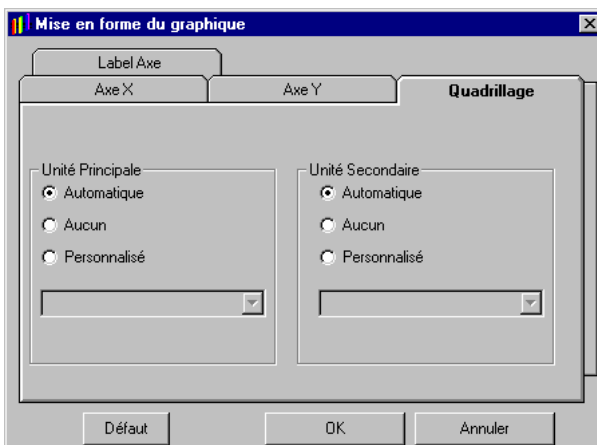 Mise en forme du graphique
Label Axe
Axe X Axe Y Quadrillage
Unité Principale Unité Secondaire
Automatique Automatique
Aucun Aucun
Personnalisé Personnalisé
Défaut OK Annuler